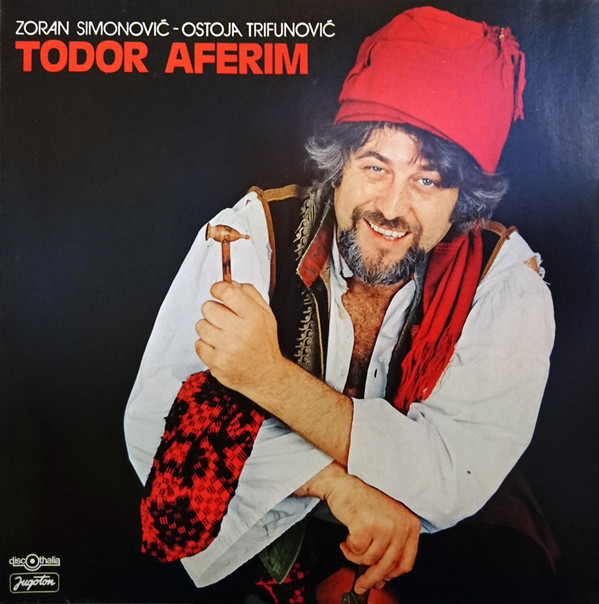 ZORAN SIMONOVIĆ - OSTOJA TRIFUNOVIĆ
TODOR AFERIM
discothalia
Jugoton